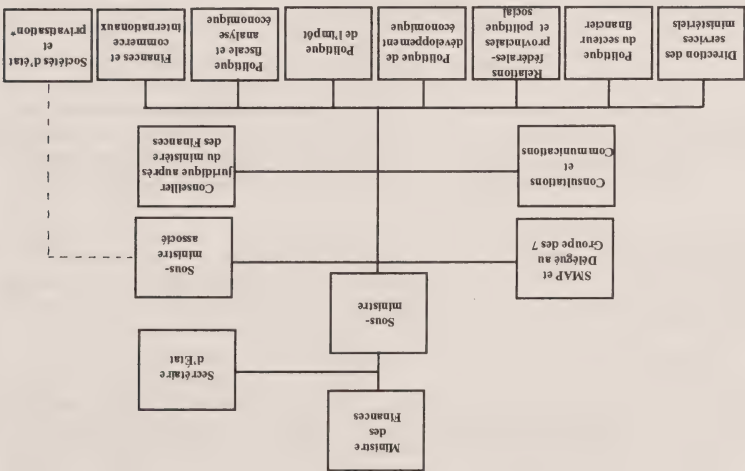 Ministre
des
Finances
Secrétaire
d'État
Sous-
ministre
SMAP et
Délégué au
Groupe des 7
Sous-
ministre
associé
Consultations
et
Communications
Conseiller
juridique auprès
du ministère
des Finances
Direction des
services
ministériels
Politique
du secteur
financier
Relations
fédérales-
provinciales
et politique
social
Politique de
développement
économique
Politique
de l'impôt
Politique
fiscale et
analyse
économique
Finances et
commerce
internationaux
Sociétés d'état
et
privatisation*